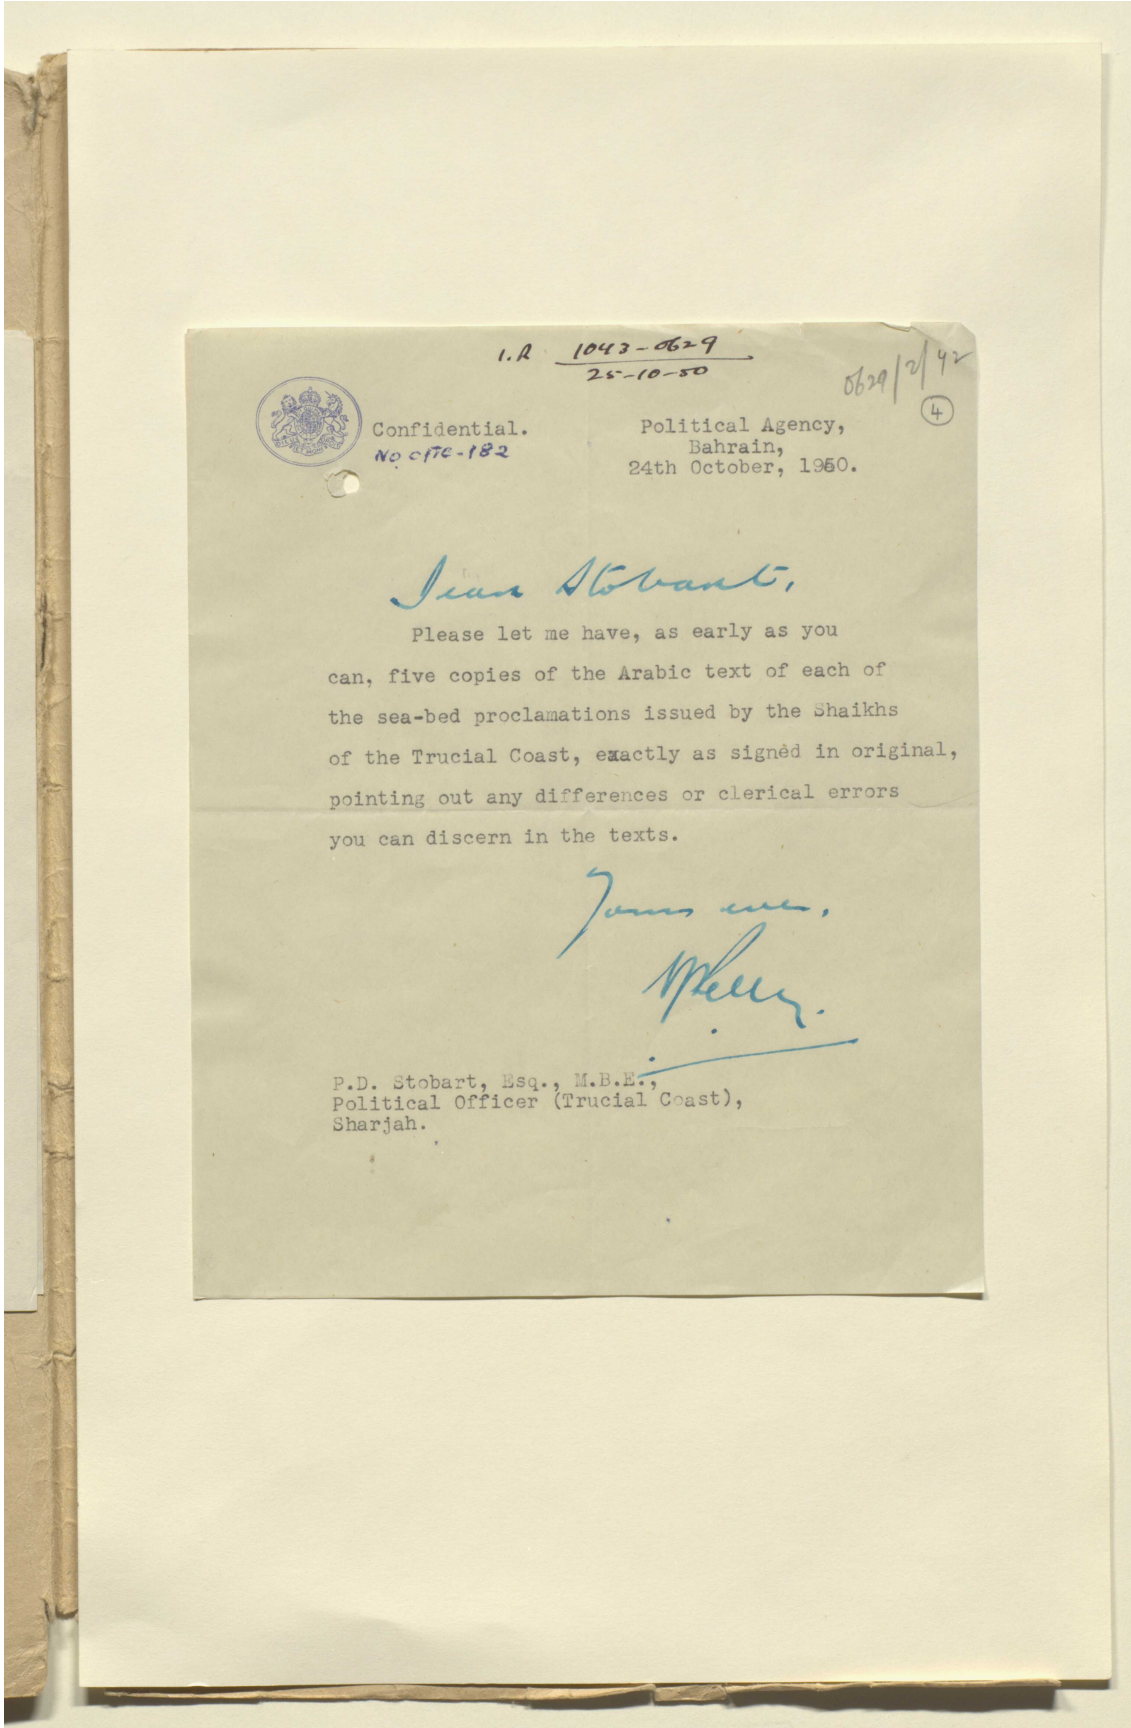 I.R 1043-0629
25-10-50
0629/2/42
4
Confidential.
No C/TC-182
Political Agency,
Bahrain,
24th October, 1950.
Dear Stobart,
Please let me have, as early as you
can, five copies of the Arabic text of each of
the sea-bed proclamations issued by the Shaikhs
of the Trucial Coast, exactly as signed in original,
pointing out any differences or clerical errors
you can discern in the texts.
Yours ever,
P.D. Stobart, Esq., M.B.E.,
Political Officer (Trucial Coast),
Sharjah.